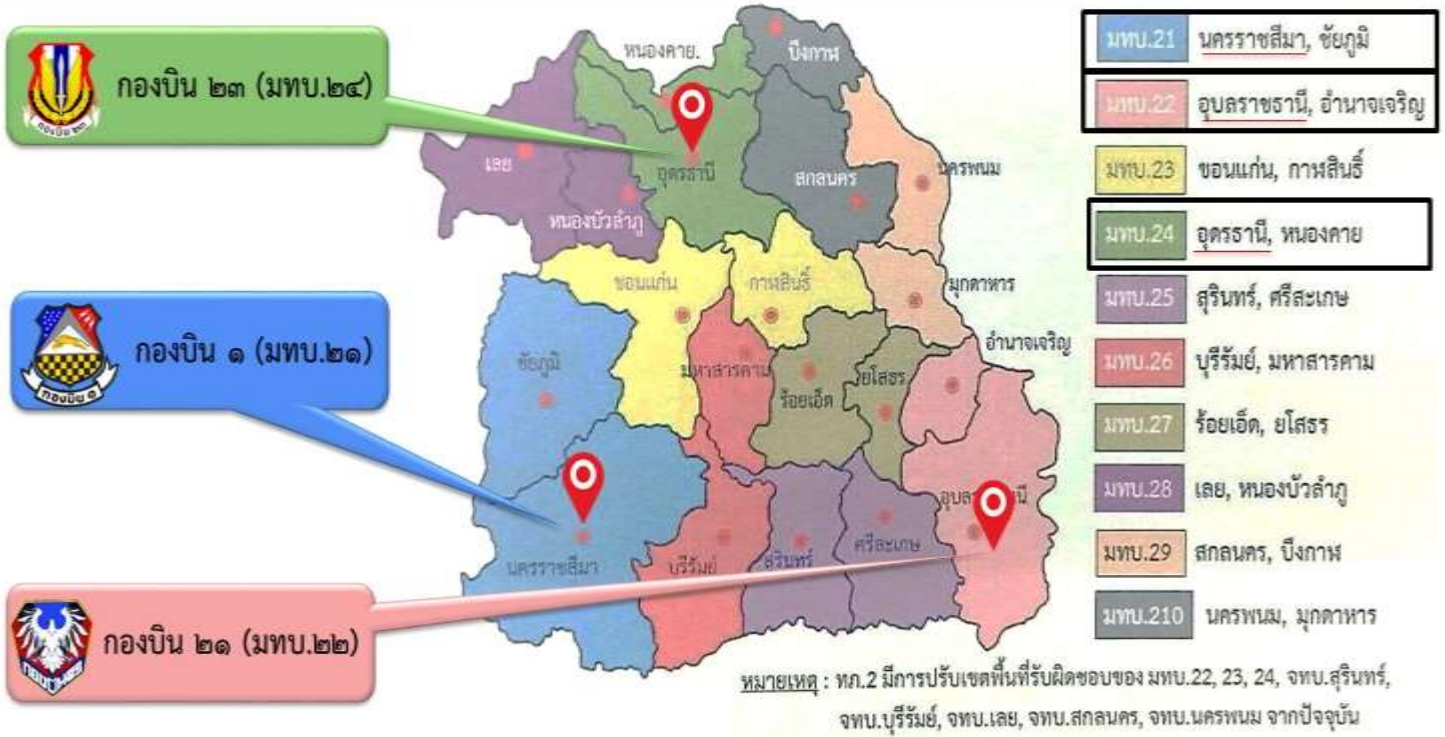 กองบิน ๒๓ (มทบ.๒๔)
กองบิน ๒๓
กองบิน ๑ (มทบ.๒๑)
กองบิน ๑
กองบิน ๒๑ (มทบ.๒๒)
กองบิน๒๑
หนองคาย.
บึงกาฬ
เลย
อุดรธานี
สกลนคร
นครพนม
หนองบัวลำภู
ขอนแก่น
กาฬสินธุ์
มุกดาหาร
อำนาจเจริญ
ชัยภูมิ
มหาสารคาม
ร้อยเอ็ด
ยโสธร
นครราชสีมา
บุรีรัมย์
สุรินทร์
ศรีสะเกษ
มทบ.21 นครราชสีมา, ชัยภูมิ
มทบ.22 อุบลราชธานี, อำนาจเจริญ
มทบ.23 ขอนแก่น, กาฬสินธิ์
มทบ.24 อุดรธานี, หนองคาย
มทบ.25 สุรินทร์, ศรีสะเกษ
มทบ.26 บุรีรัมย์, มหาสารคาม
มทบ.27 ร้อยเอ็ด, ยโสธร
มทบ.28 เลย, หนองบัวลำภู
มทบ.29 สกลนคร, บึงกาฬ
มทบ.210 นครพนม, มุกดาหาร
หมายเหตุ : ทภ.2 มีการปรับเขตพื้นที่รับผิดชอบของ มทบ.22, 23, 24, จทบ.สุรินทร์,
จทบ.บุรีรัมย์, จทบ.เลย, จทบ.สกลนคร, จทบ.นครพนม จากปัจจุบัน